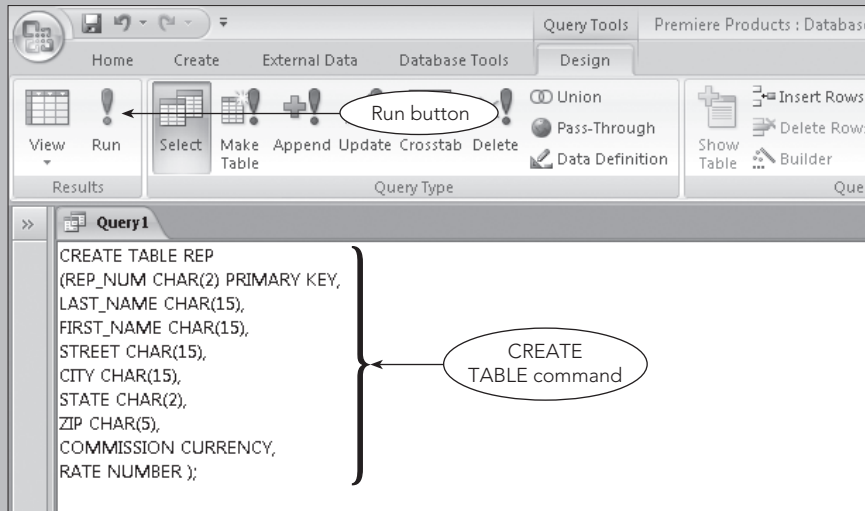 Query Tools Premiere Products : Databas
Home Create External Data Database Tools Design
View Run Select Make Table Append Update Crosstab Delete
Run button
Union
Pass-Through
Data Definition
Show Table
Insert Rows
Delete Row
Builder
Results Query Type Que
Query1
CREATE TABLE REP
(REP_NUM CHAR(2) PRIMARY KEY,
LAST_NAME CHAR(15),
FIRST_NAME CHAR(15),
STREET CHAR(15),
CITY CHAR(15),
STATE CHAR(2),
ZIP CHAR(5),
COMMISSION CURRENCY,
RATE NUMBER );
CREATE
TABLE command